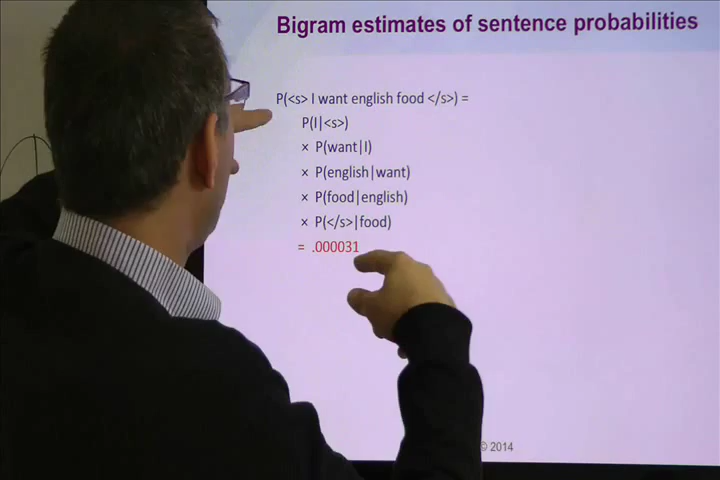 Bigram estimates of sentence probabilities
P(<s> I want english food </s>) =
P(I|<s>)
× P(want|I)
× P(english|want)
× P(food|english)
× P(</s>|food)
= .000031
© 2014